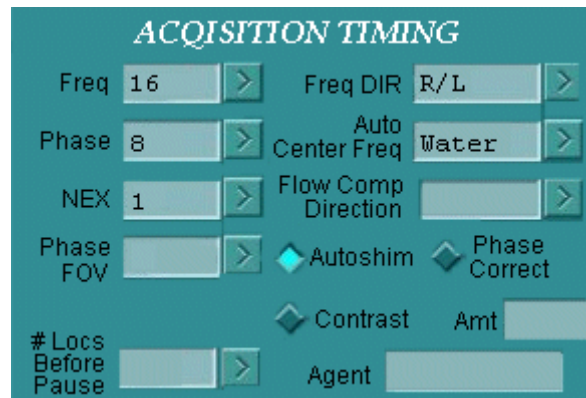 ACQISITION TIMING
Freq 16 > Freq DIR R/L >
Phase 8 > Auto Center Freq Water >
NEX 1 > Flow Comp Direction >
Phase FOV > Autoshim Phase Correct
Contrast Amt
# Locs Before Pause > Agent